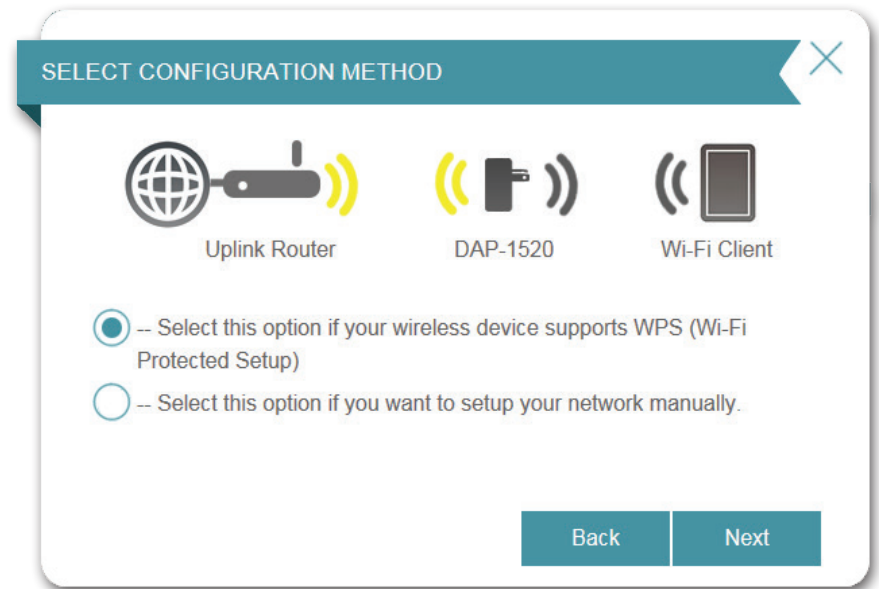 SELECT CONFIGURATION METHOD
Uplink Router
DAP-1520
Wi-Fi Client
-- Select this option if your wireless device supports WPS (Wi-Fi
Protected Setup)
-- Select this option if you want to setup your network manually.
Back
Next